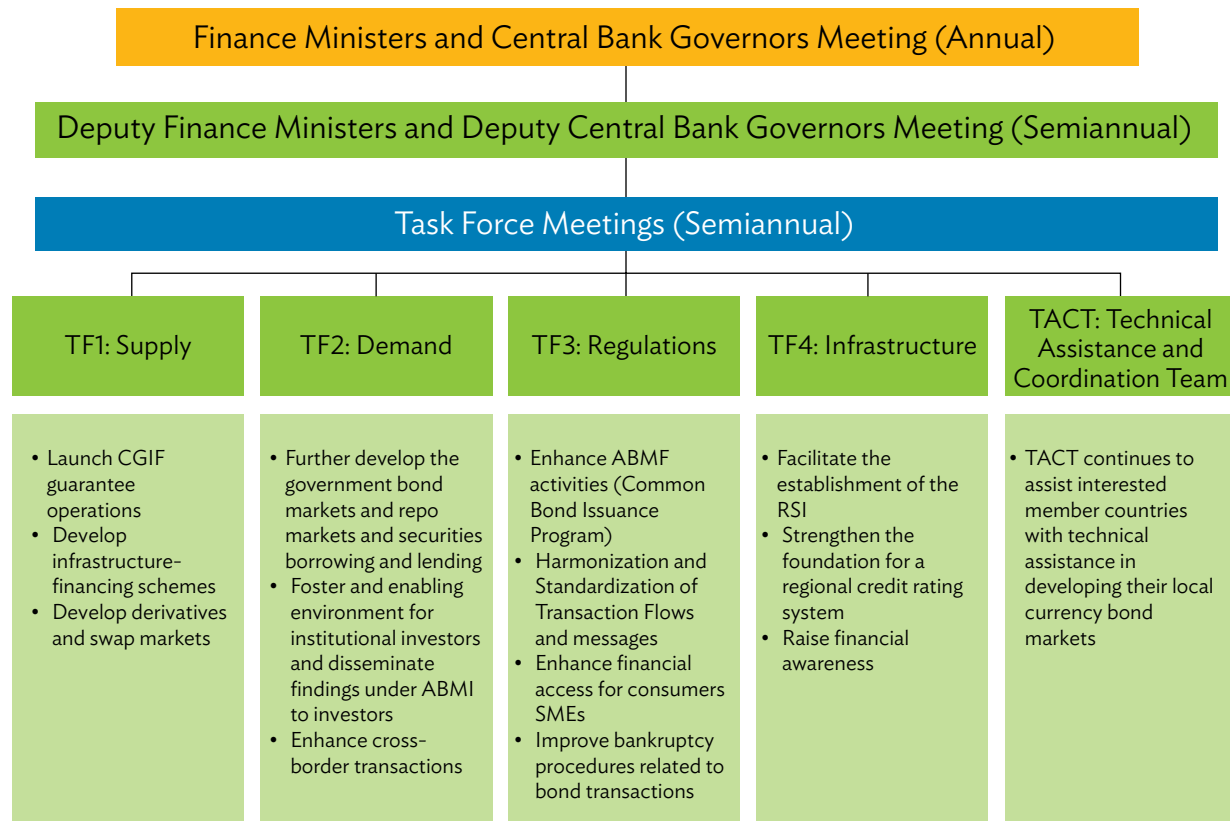 Finance Ministers and Central Bank Governors Meeting (Annual)
Deputy Finance Ministers and Deputy Central Bank Governors Meeting (Semiannual)
Task Force Meetings (Semiannual)
TF1: Supply
TF2: Demand
TF3: Regulations
TF4: Infrastructure
TACT: Technical
Assistance and
Coordination Team
• Launch CGIF
guarantee
operations
• Develop
infrastructure-
financing schemes
• Develop derivatives
and swap markets
• Further develop the
government bond
markets and repo
markets and securities
borrowing and lending
• Foster and enabling
environment for
institutional investors
and disseminate
findings under ABMI
to investors
• Enhance cross-
border transactions
• Enhance ABMF
activities (Common
Bond Issuance
Program)
• Harmonization and
Standardization of
Transaction Flows
and messages
• Enhance financial
access for consumers
SMEs
• Improve bankruptcy
procedures related to
bond transactions
• Facilitate the
establishment of the
RSI
• Strengthen the
foundation for a
regional credit rating
system
• Raise financial
awareness
• TACT continues to
assist interested
member countries
with technical
assistance in
developing their local
currency bond
markets